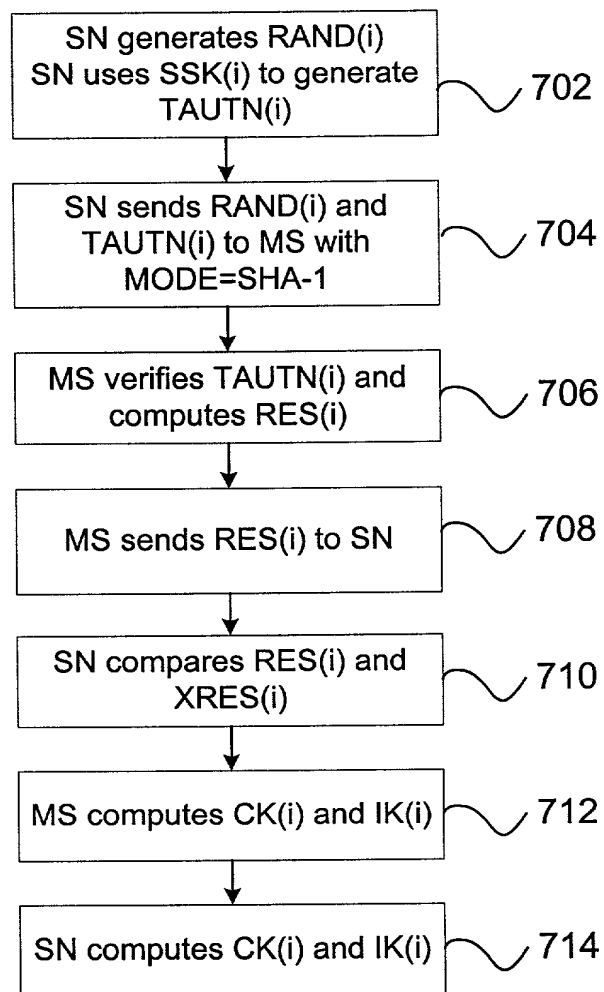 SN generates RAND(i)
SN uses SSK(i) to generate
TAUTN(i)
702
SN sends RAND(i) and
TAUTN(i) to MS with
MODE=SHA-1
704
MS verifies TAUTN(i) and
computes RES(i)
706
MS sends RES(i) to SN
708
SN compares RES(i) and
XRES(i)
710
MS computes CK(i) and IK(i)
712
SN computes CK(i) and IK(i)
714